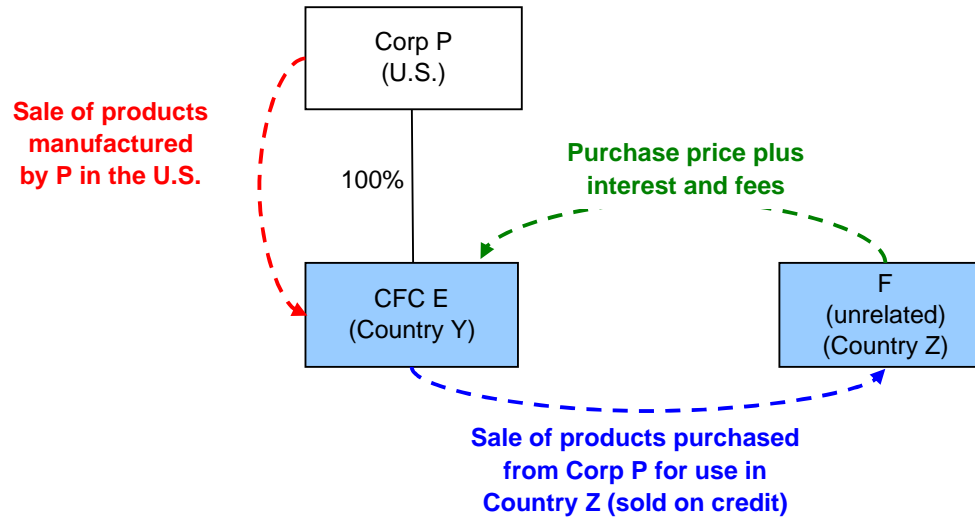 Corp P
(U.S.)
Sale of products
manufactured
by P in the U.S.
100%
Purchase price plus
interest and fees
CFC E
(Country Y)
F
(unrelated)
(Country Z)
Sale of products purchased
from Corp P for use in
Country Z (sold on credit)